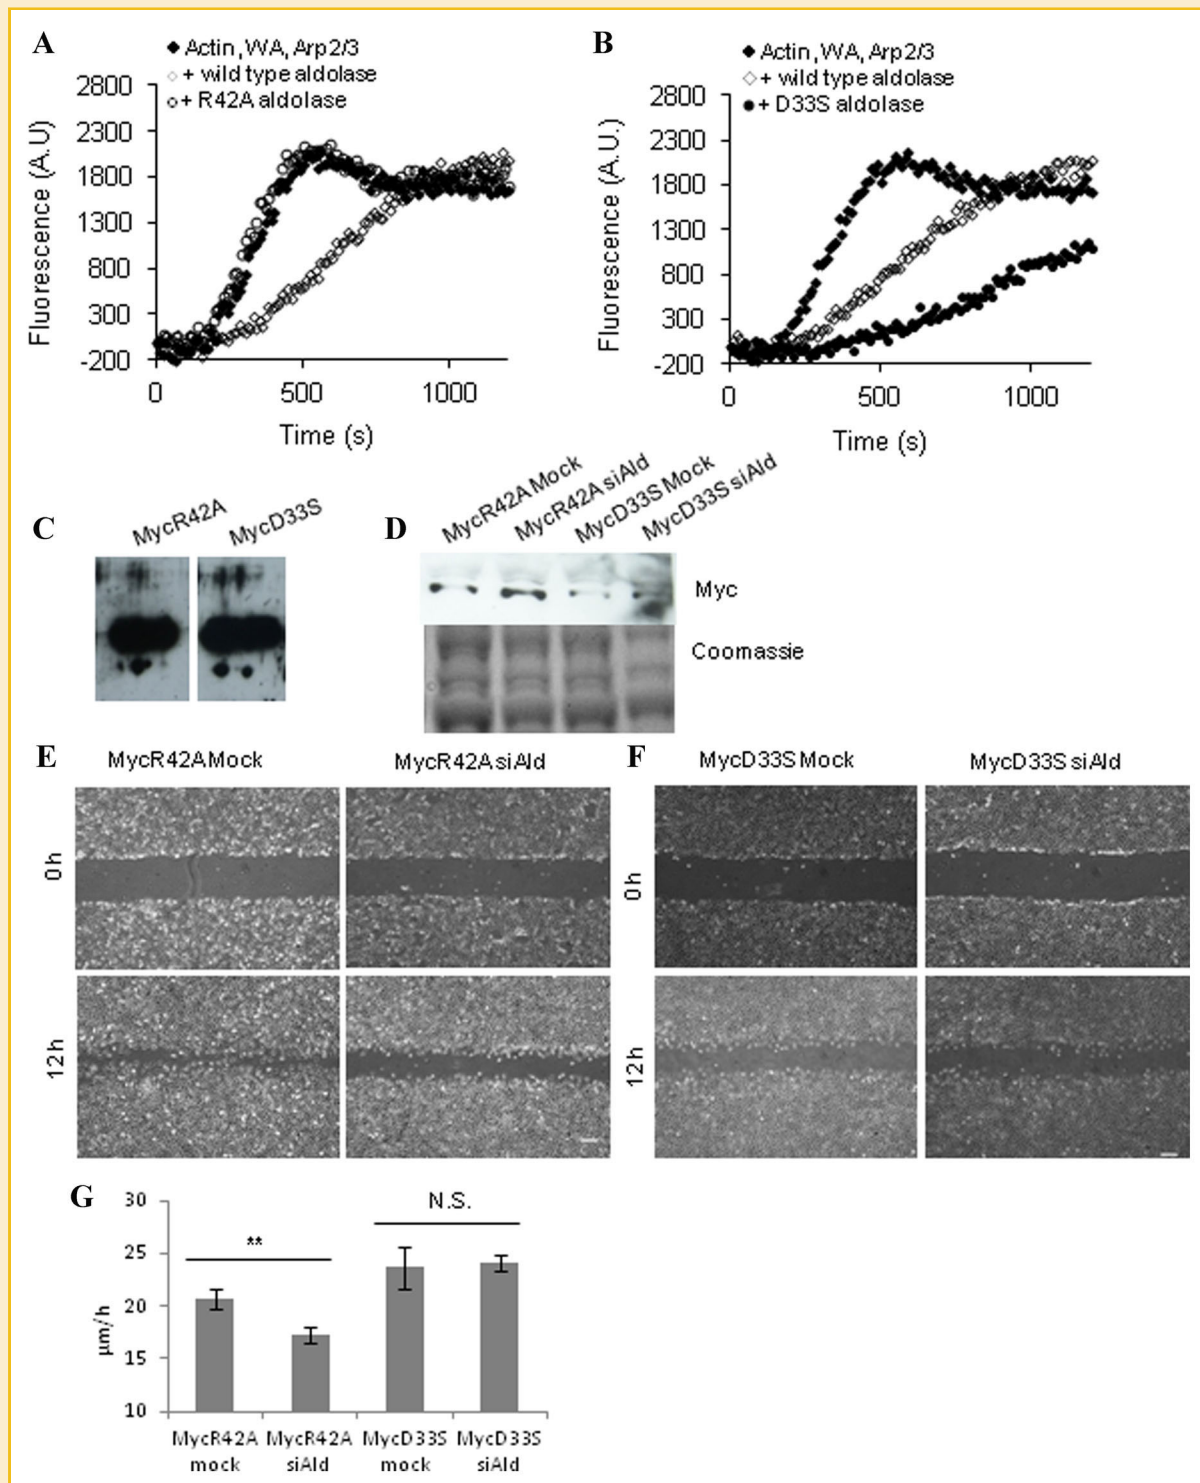 A
Actin, WA, Arp2/3
+ wild type aldolase
+ R42A aldolase
2800
2300
1800
1300
800
300
-200
Fluorescence (A.U)
0 500 1000
Time (s)
B
Actin, WA, Arp2/3
+ wild type aldolase
+ D33S aldolase
2800
2300
1800
1300
800
300
-200
Fluorescence (A.U.)
0 500 1000
Time (s)
C
MycR42A
MycD33S
D
MycR42A Mock
MycR42A siAld
MycD33S Mock
MycD33S siAld
Myc
Coomassie
E
MycR42A Mock
MycR42A siAld
0h
12h
F
MycD33S Mock
MycD33S siAld
0h
12h
G
30
25
20
15
10
µm/h
**
N.S.
MycR42A mock
MycR42A siAld
MycD33S mock
MycD33S siAld